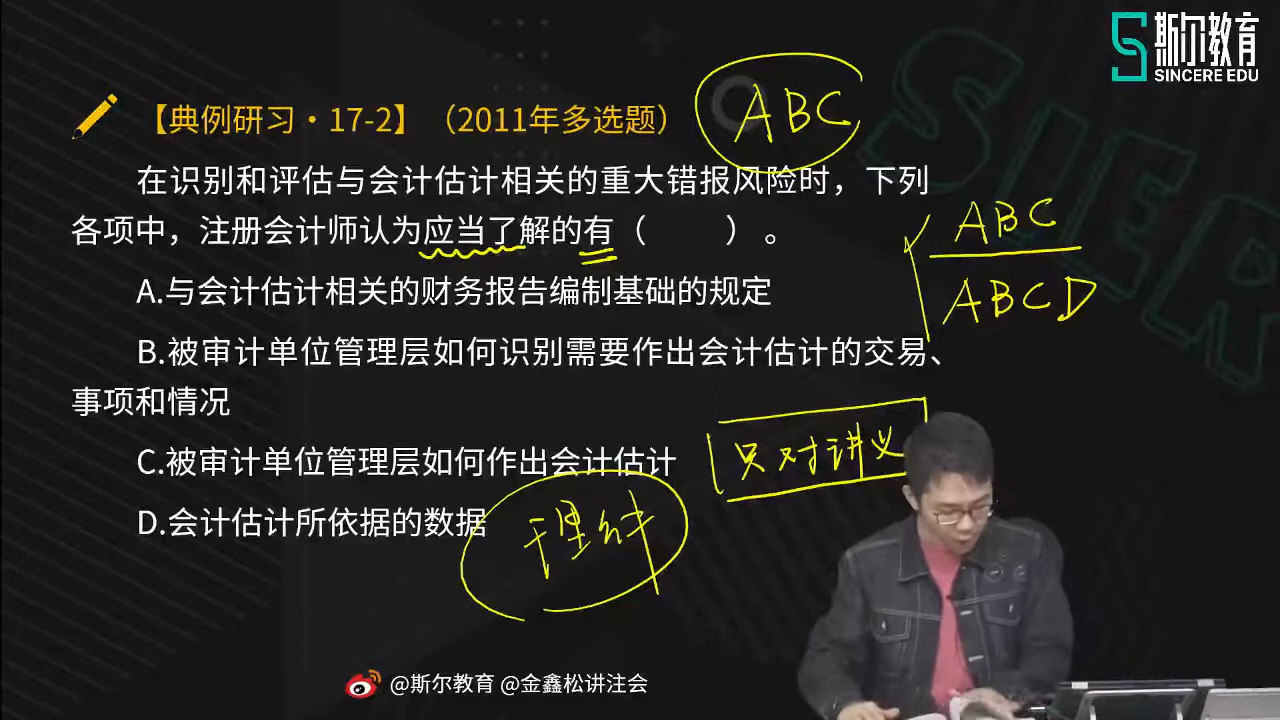 斯尔教育
SINCERE EDU
【典例研习·17-2】（2011年多选题）
ABC
在识别和评估与会计估计相关的重大错报风险时，下列
各项中，注册会计师认为应当了解的有（　　）。
ABC
ABCD
A.与会计估计相关的财务报告编制基础的规定
B.被审计单位管理层如何识别需要作出会计估计的交易、
事项和情况
C.被审计单位管理层如何作出会计估计
只对讲义
D.会计估计所依据的数据
理解
@斯尔教育 @金鑫松讲注会